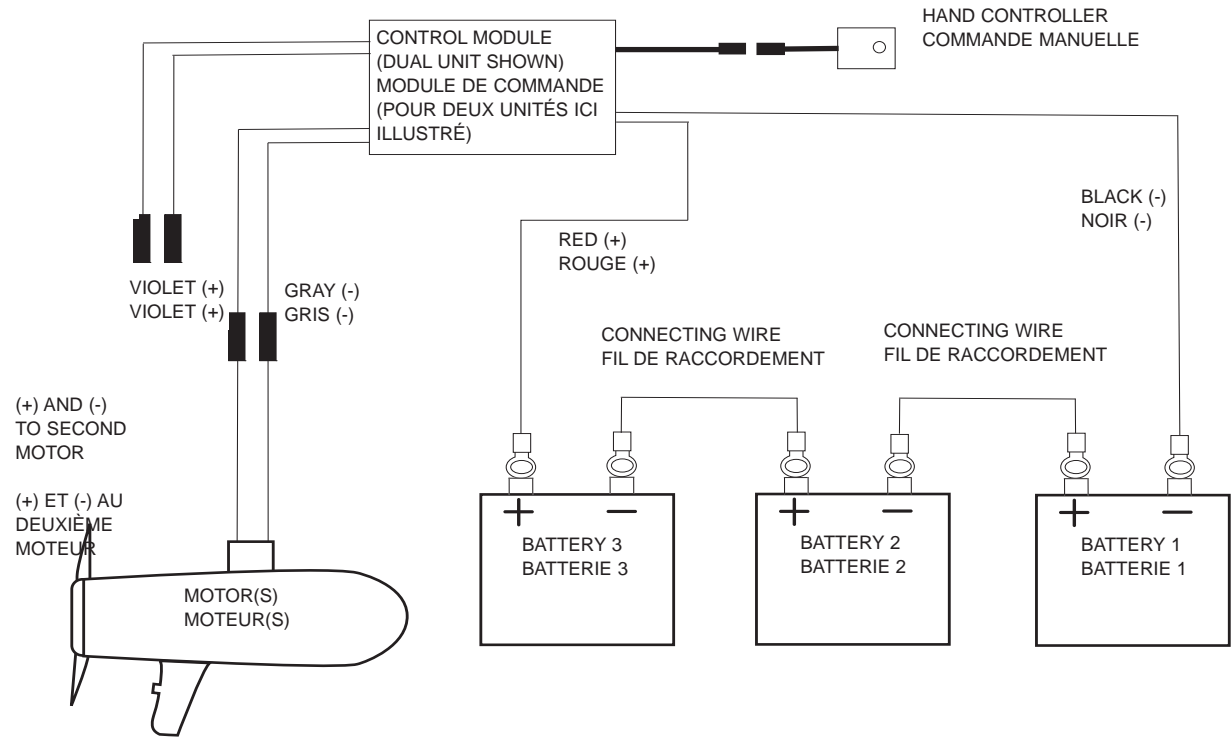 HAND CONTROLLER
COMMANDE MANUELLE
CONTROL MODULE
(DUAL UNIT SHOWN)
MODULE DE COMMANDE
(POUR DEUX UNITÉS ICI
ILLUSTRÉ)
BLACK (-)
NOIR (-)
RED (+)
ROUGE (+)
VIOLET (+)
VIOLET (+)
GRAY (-)
GRIS (-)
CONNECTING WIRE
FIL DE RACCORDEMENT
CONNECTING WIRE
FIL DE RACCORDEMENT
(+) AND (-)
TO SECOND
MOTOR
(+) ET (-) AU
DEUXIÈME
MOTEUR
MOTOR(S)
MOTEUR(S)
+ –
BATTERY 3
BATTERIE 3
+ –
BATTERY 2
BATTERIE 2
+ –
BATTERY 1
BATTERIE 1